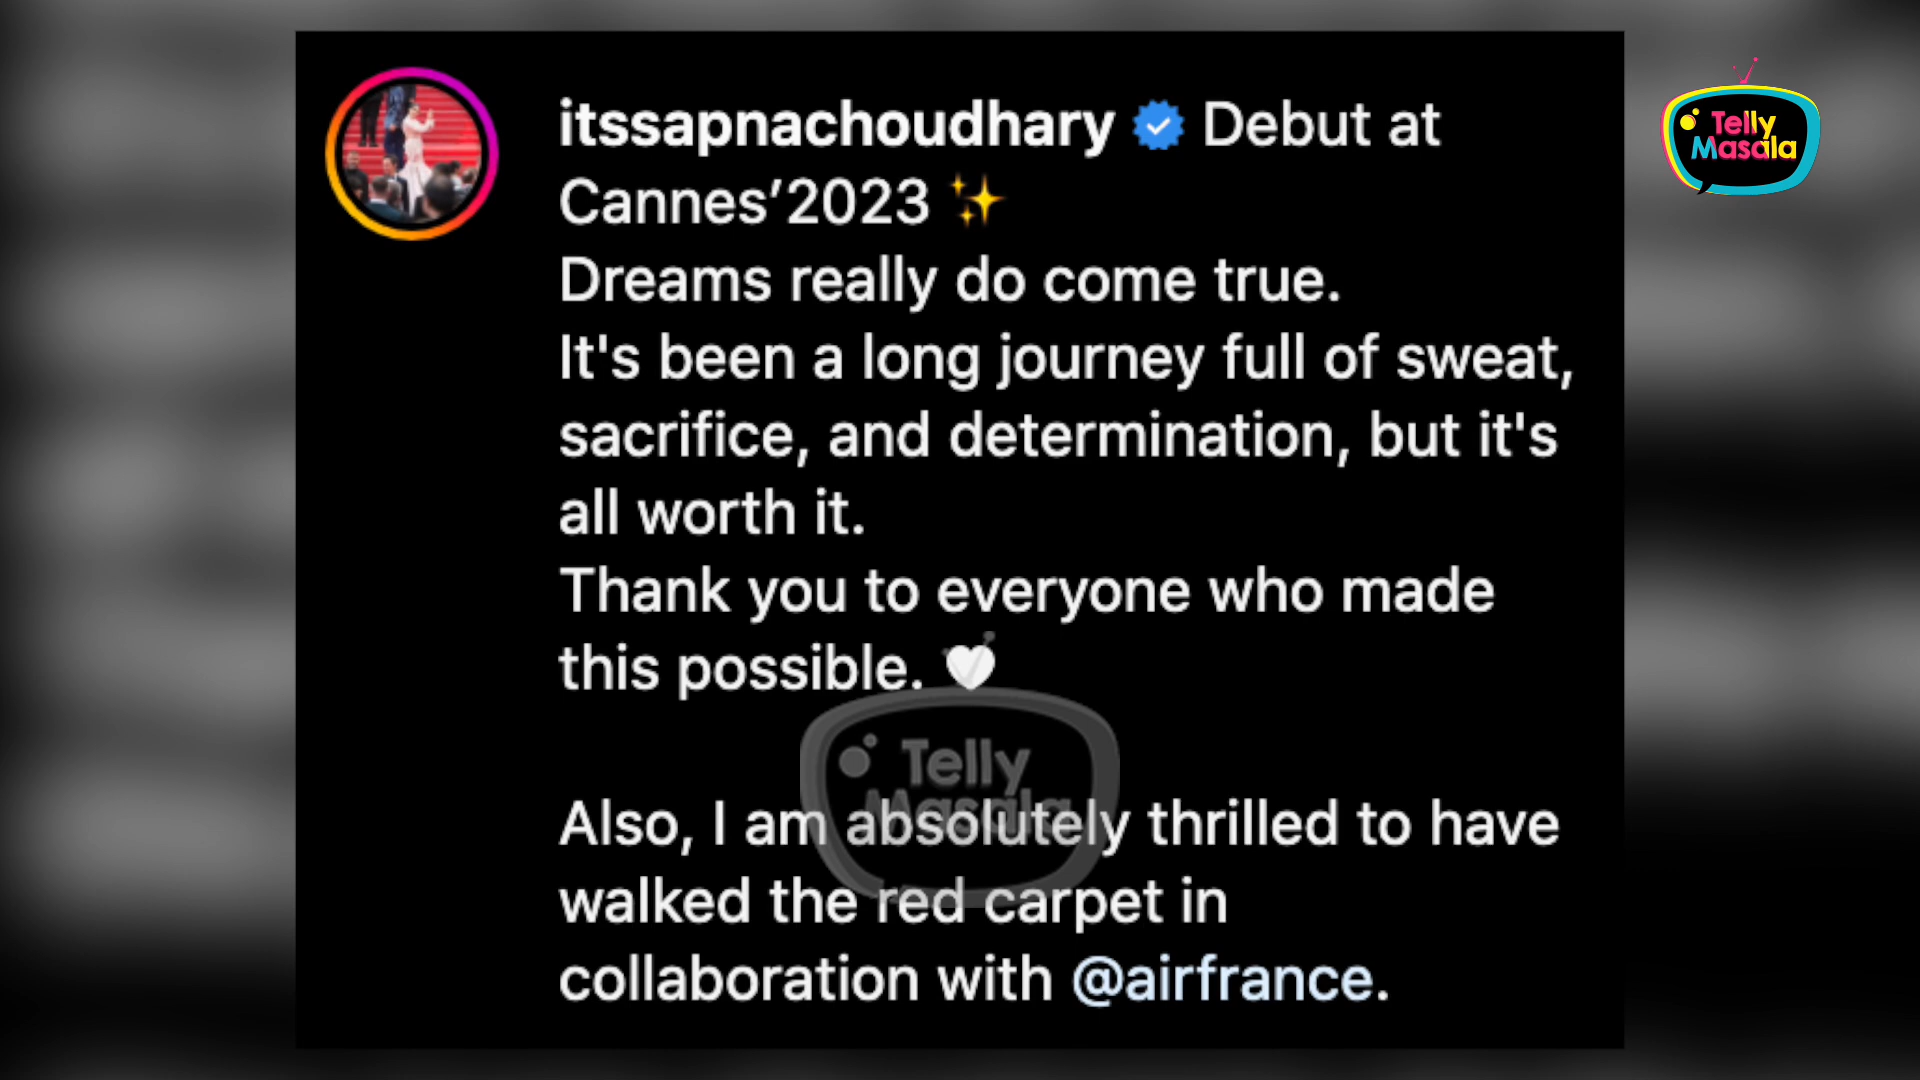 itssapnachoudhary Debut at
Cannes’2023 ✨
Dreams really do come true.
It's been a long journey full of sweat,
sacrifice, and determination, but it's
all worth it.
Thank you to everyone who made
this possible. 🤍
Also, I am absolutely thrilled to have
walked the red carpet in
collaboration with @airfrance.
Telly
Masala
Telly
Masala